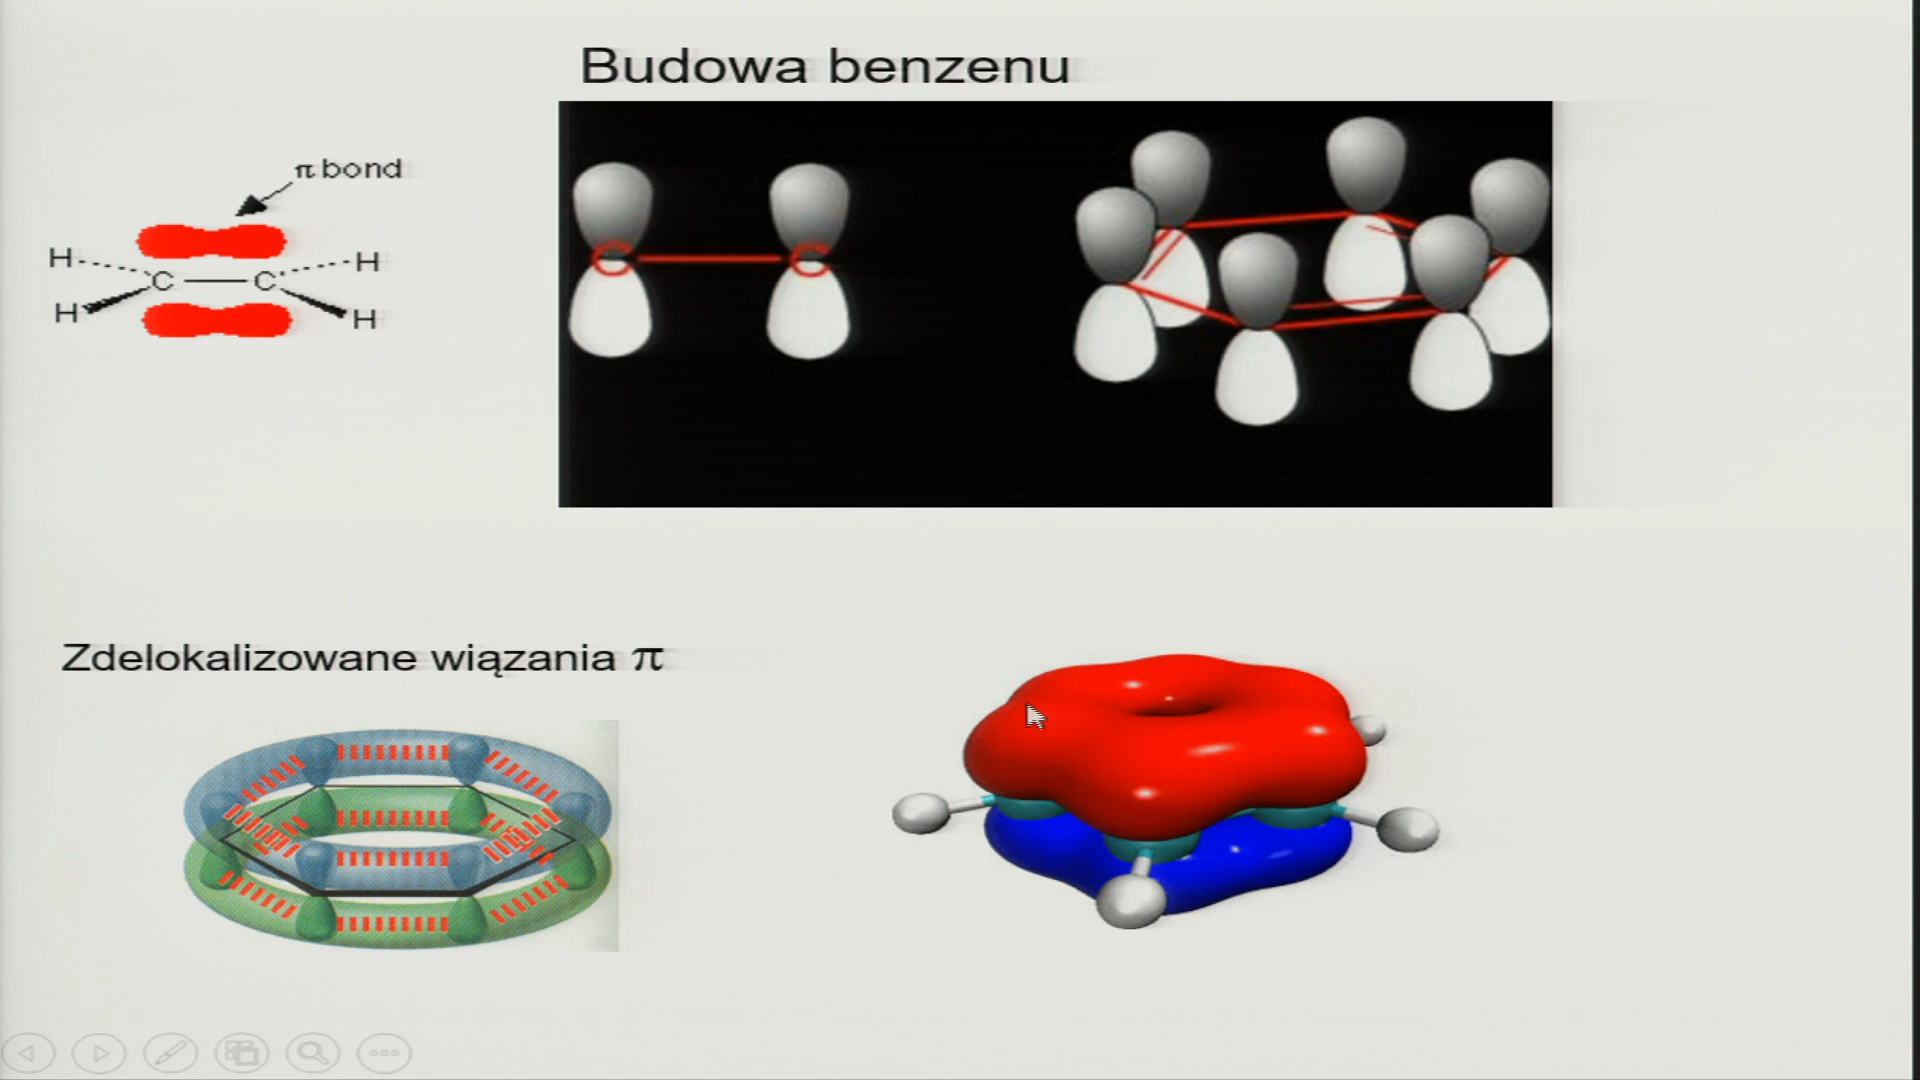 Budowa benzenu
π bond
H H
C C
H H
C C
Zdelokalizowane wiązania π